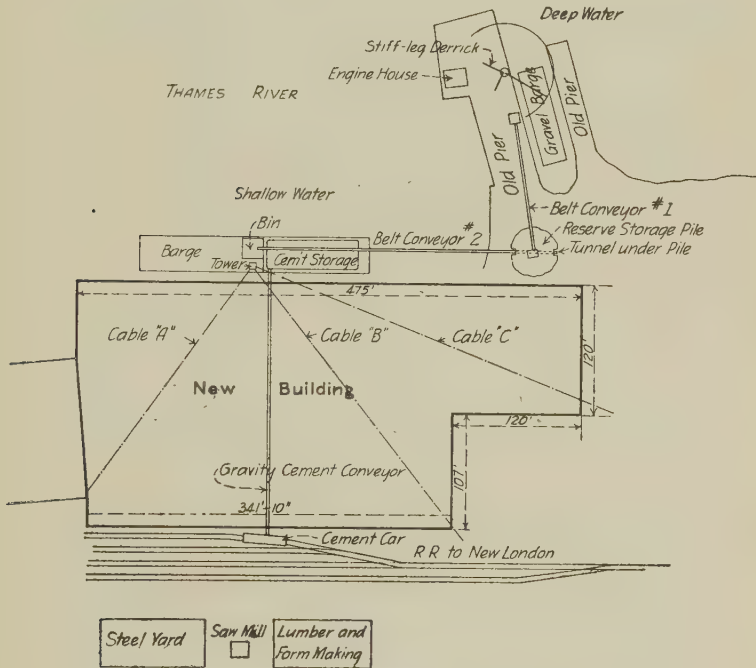 Deep Water
Stiff-leg Derrick
Engine House
THAMES RIVER
Gravel Barge
Old Pier
Old Pier
Shallow Water
Belt Conveyor #1
Bin
Belt Conveyor #2
Reserve Storage Pile
Barge
Cem't Storage
Tunnel under Pile
Tower
475'
Cable "A"
Cable "B"
Cable "C"
120'
New Building
120'
Gravity Cement Conveyor
107'
341'-10"
Cement Car
R R to New London
Steel Yard
Saw Mill
Lumber and
Form Making